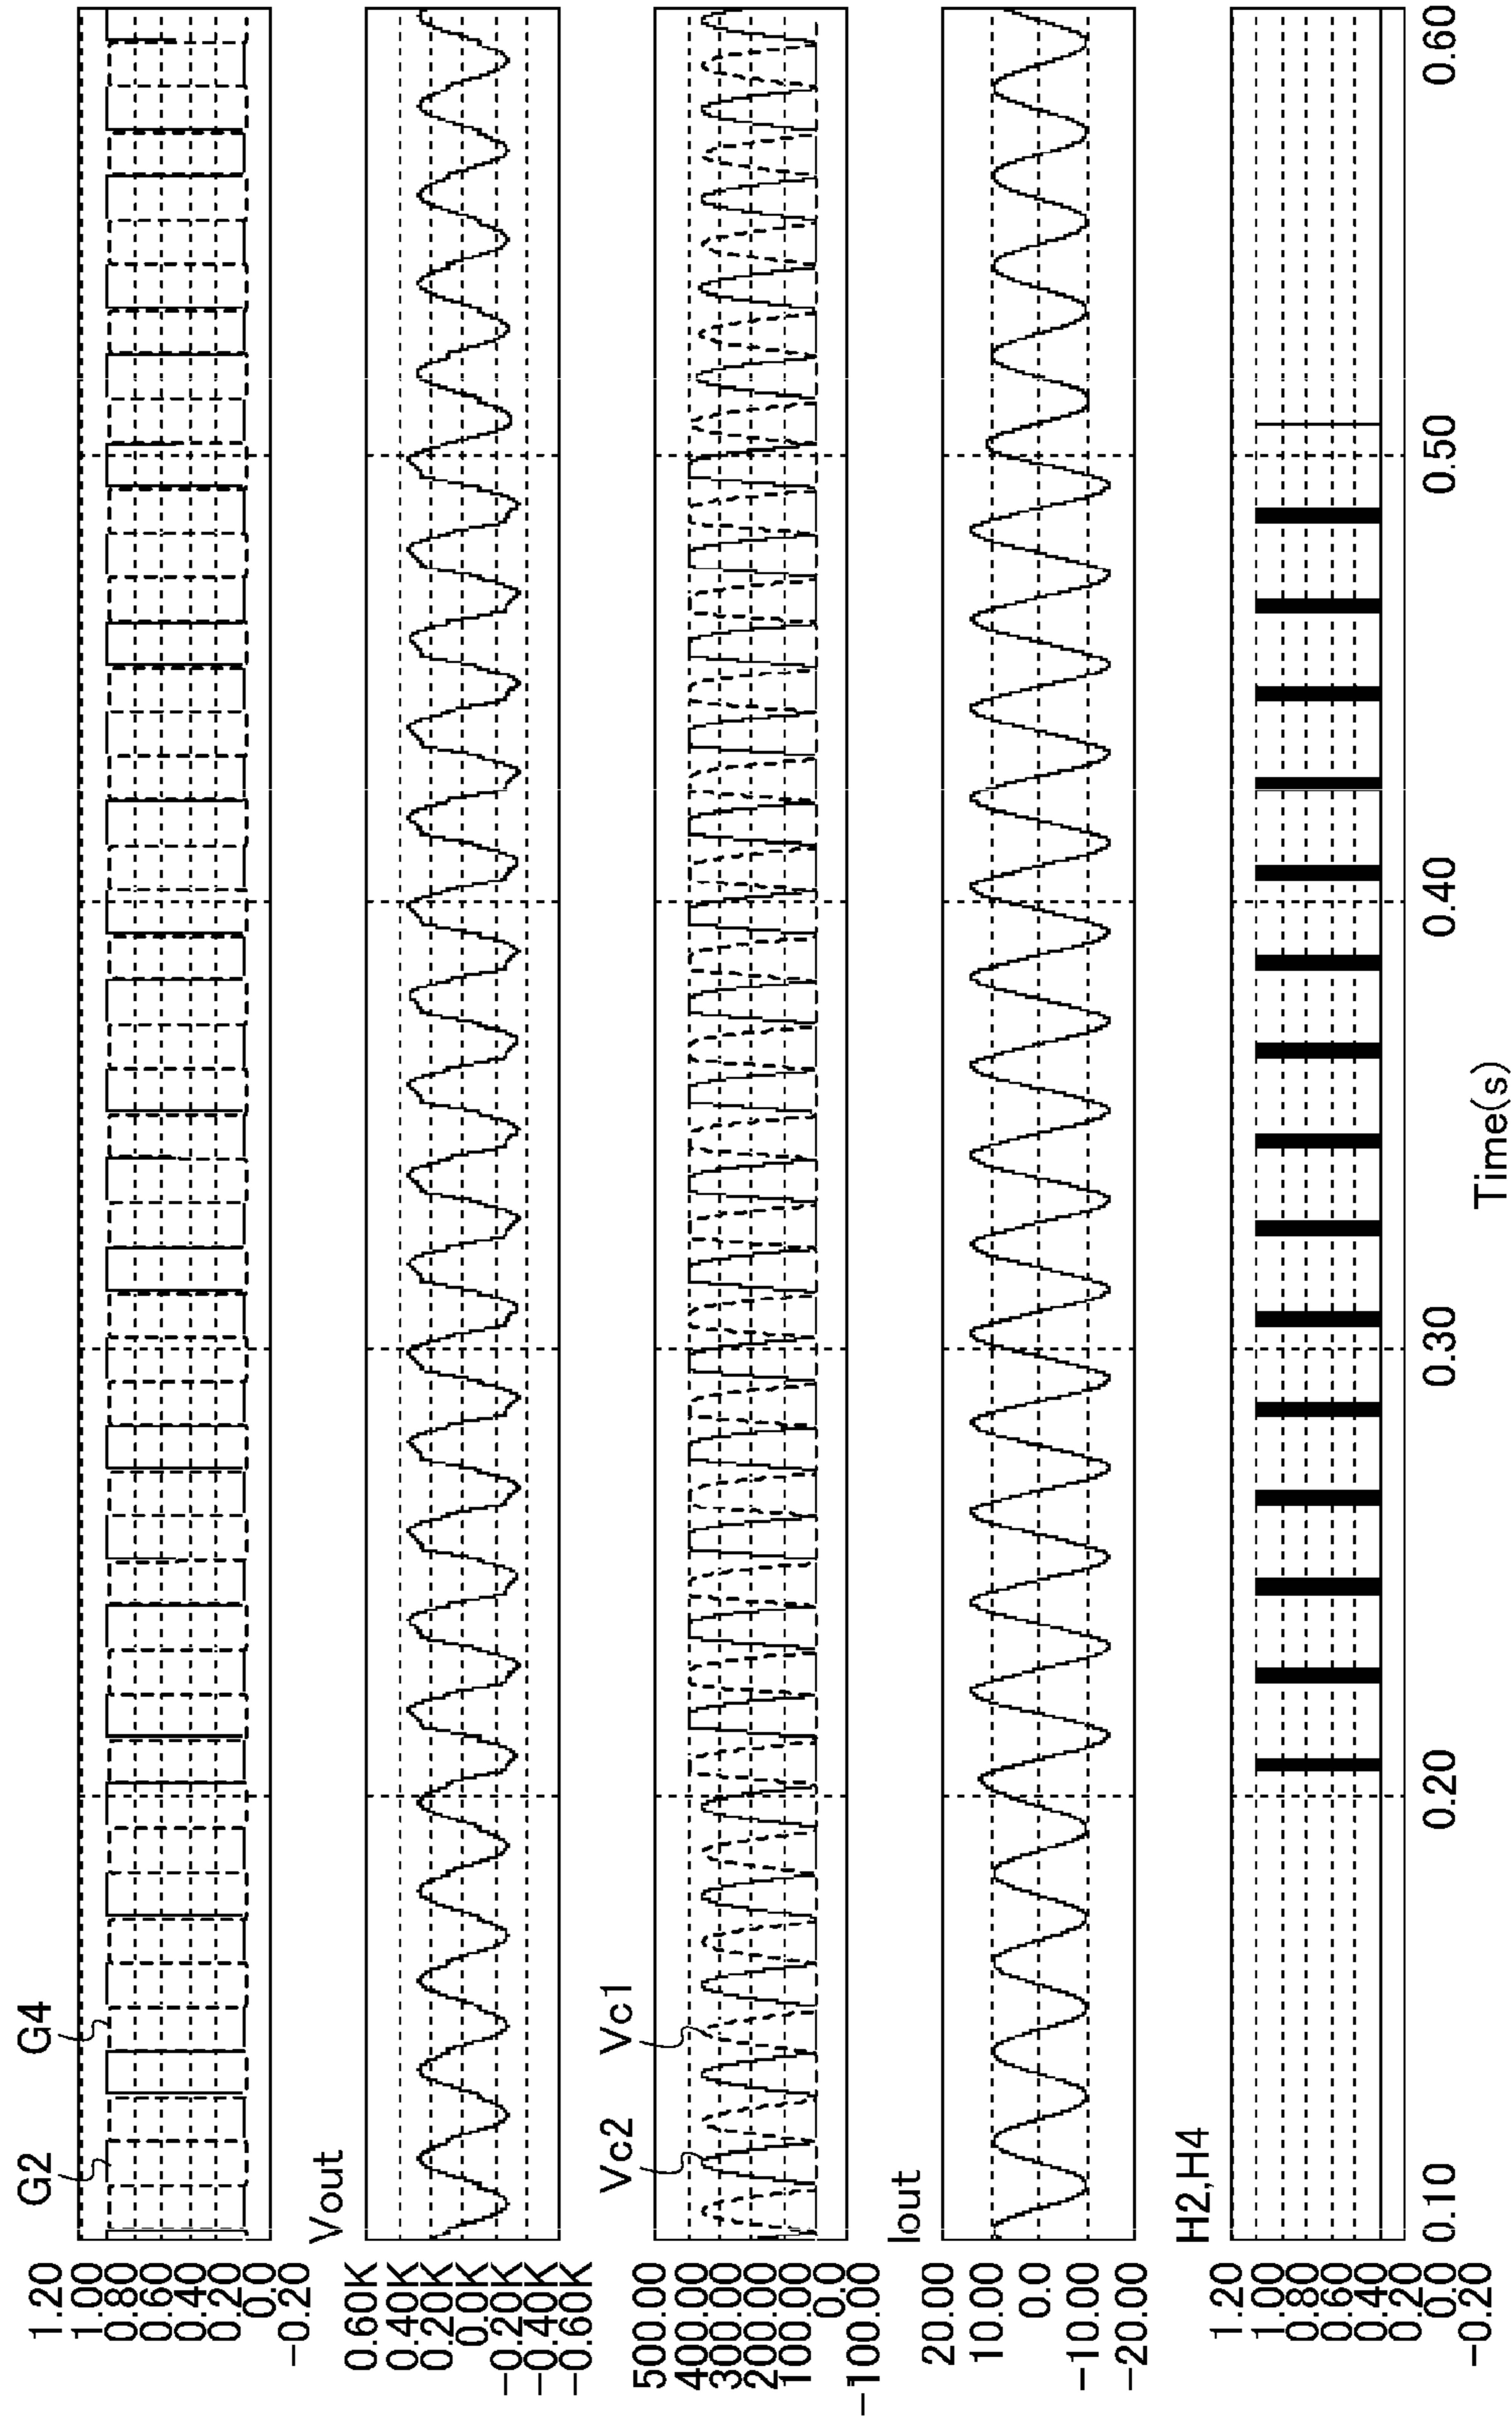 G2
G4
1.20
1.00
0.80
0.60
0.40
0.20
0.0
-0.20
Vout
0.60K
0.40K
0.20K
0.00K
-0.20K
-0.40K
-0.60K
Vc2
Vc1
500.00
400.00
300.00
200.00
100.00
0.0
-100.00
Iout
20.00
10.00
0.0
-10.00
-20.00
H2,H4
1.20
1.00
0.80
0.60
0.40
0.20
0.0
-0.20
0.10
0.20
0.30
0.40
0.50
0.60
Time(s)